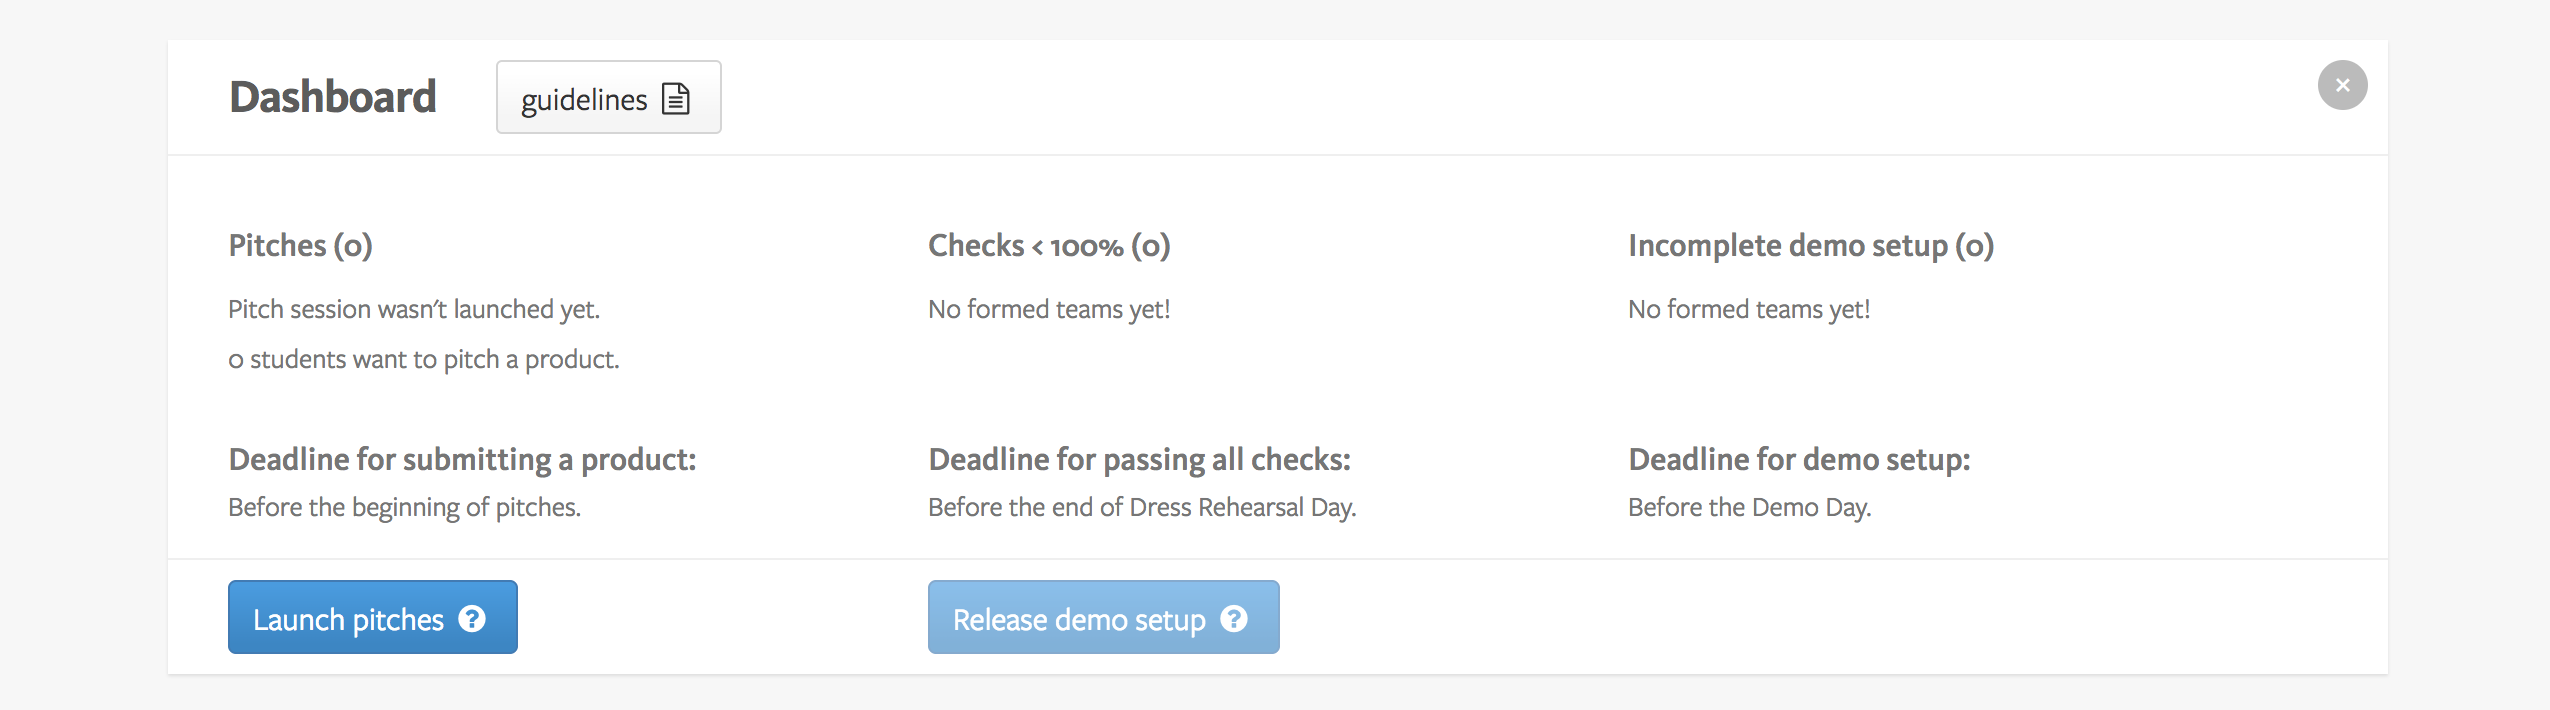 Dashboard
guidelines
Pitches (0)
Pitch session wasn't launched yet.
0 students want to pitch a product.
Checks < 100% (0)
No formed teams yet!
Incomplete demo setup (0)
No formed teams yet!
Deadline for submitting a product:
Before the beginning of pitches.
Deadline for passing all checks:
Before the end of Dress Rehearsal Day.
Deadline for demo setup:
Before the Demo Day.
Launch pitches ?
Release demo setup ?